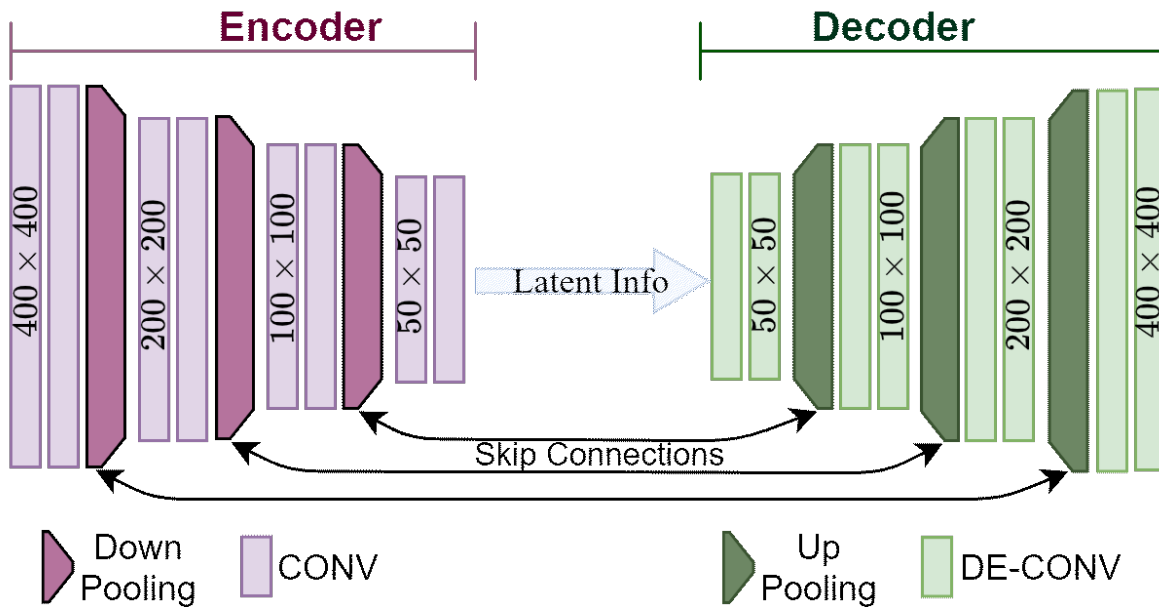 Encoder
Decoder
400 × 400
200 × 200
100 × 100
50 × 50
Latent Info
50 × 50
100 × 100
200 × 200
400 × 400
Skip Connections
Down
Pooling
CONV
Up
Pooling
DE-CONV